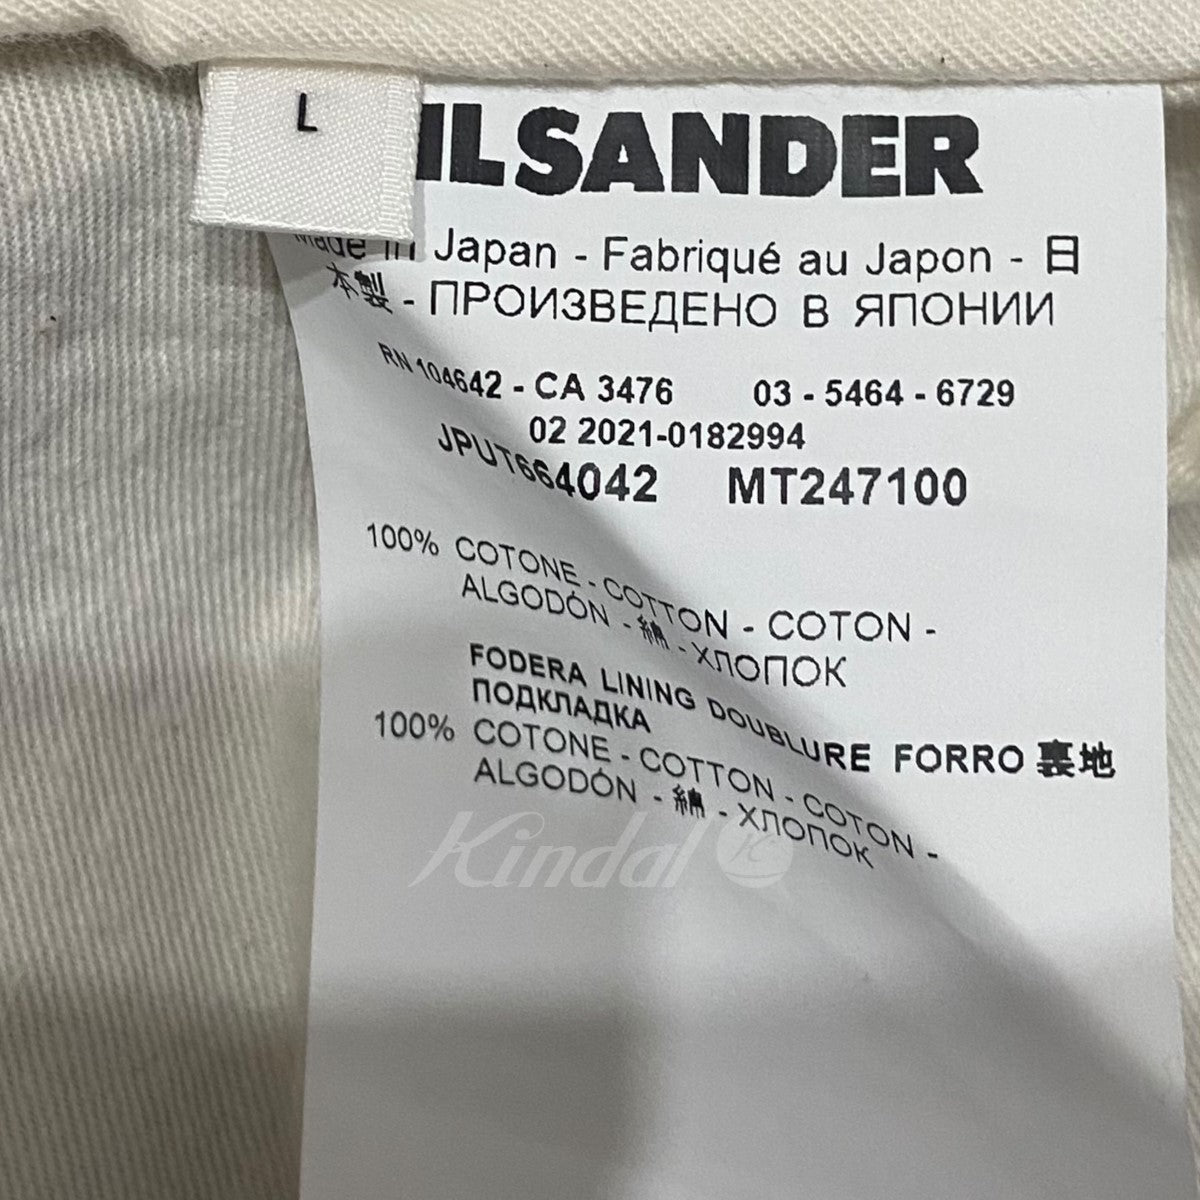 L
JILSANDER
Made in Japan - Fabriqué au Japon - 日
本製 - ПРОИЗВЕДЕНО В ЯПОНИИ
RN 104642 - CA 3476 03 - 5464 - 6729
02 2021-0182994
JPUT664042 MT247100
100% COTONE - COTTON - COTON -
ALGODÓN - 綿 - ХЛОПОК
FODERA LINING DOUBLURE FORRO 裏地
ПОДКЛАДКА
100% COTONE - COTTON - COTON -
ALGODÓN - 綿 - ХЛОПОК
Kindal K